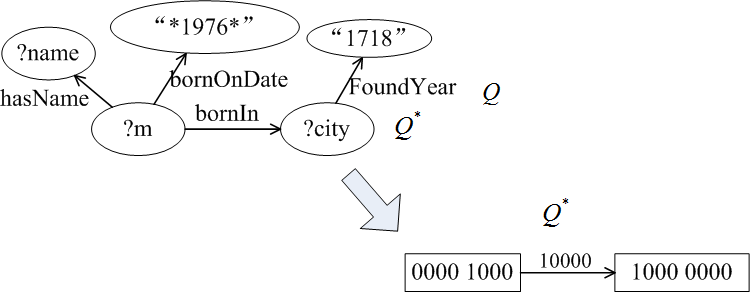 “*1976*”
“1718”
?name
bornOnDate
FoundYear
Q
hasName
bornIn
?m
?city
Q*
Q*
10000
0000 1000
1000 0000